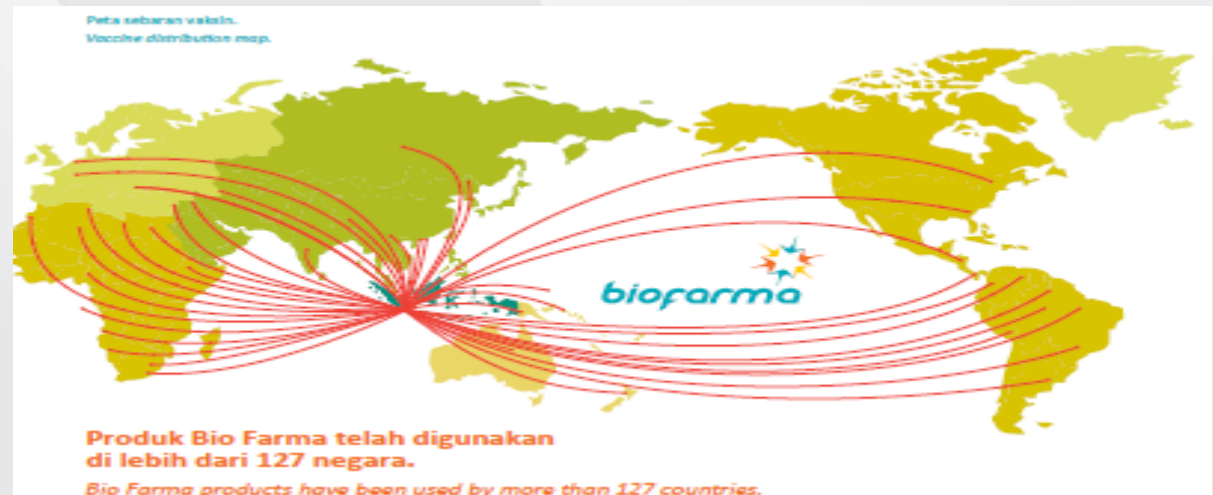 Peta sebaran vaksin.
Vaccine distribution map.
biofarma
Produk Bio Farma telah digunakan
di lebih dari 127 negara.
Bio Farma products have been used by more than 127 countries.